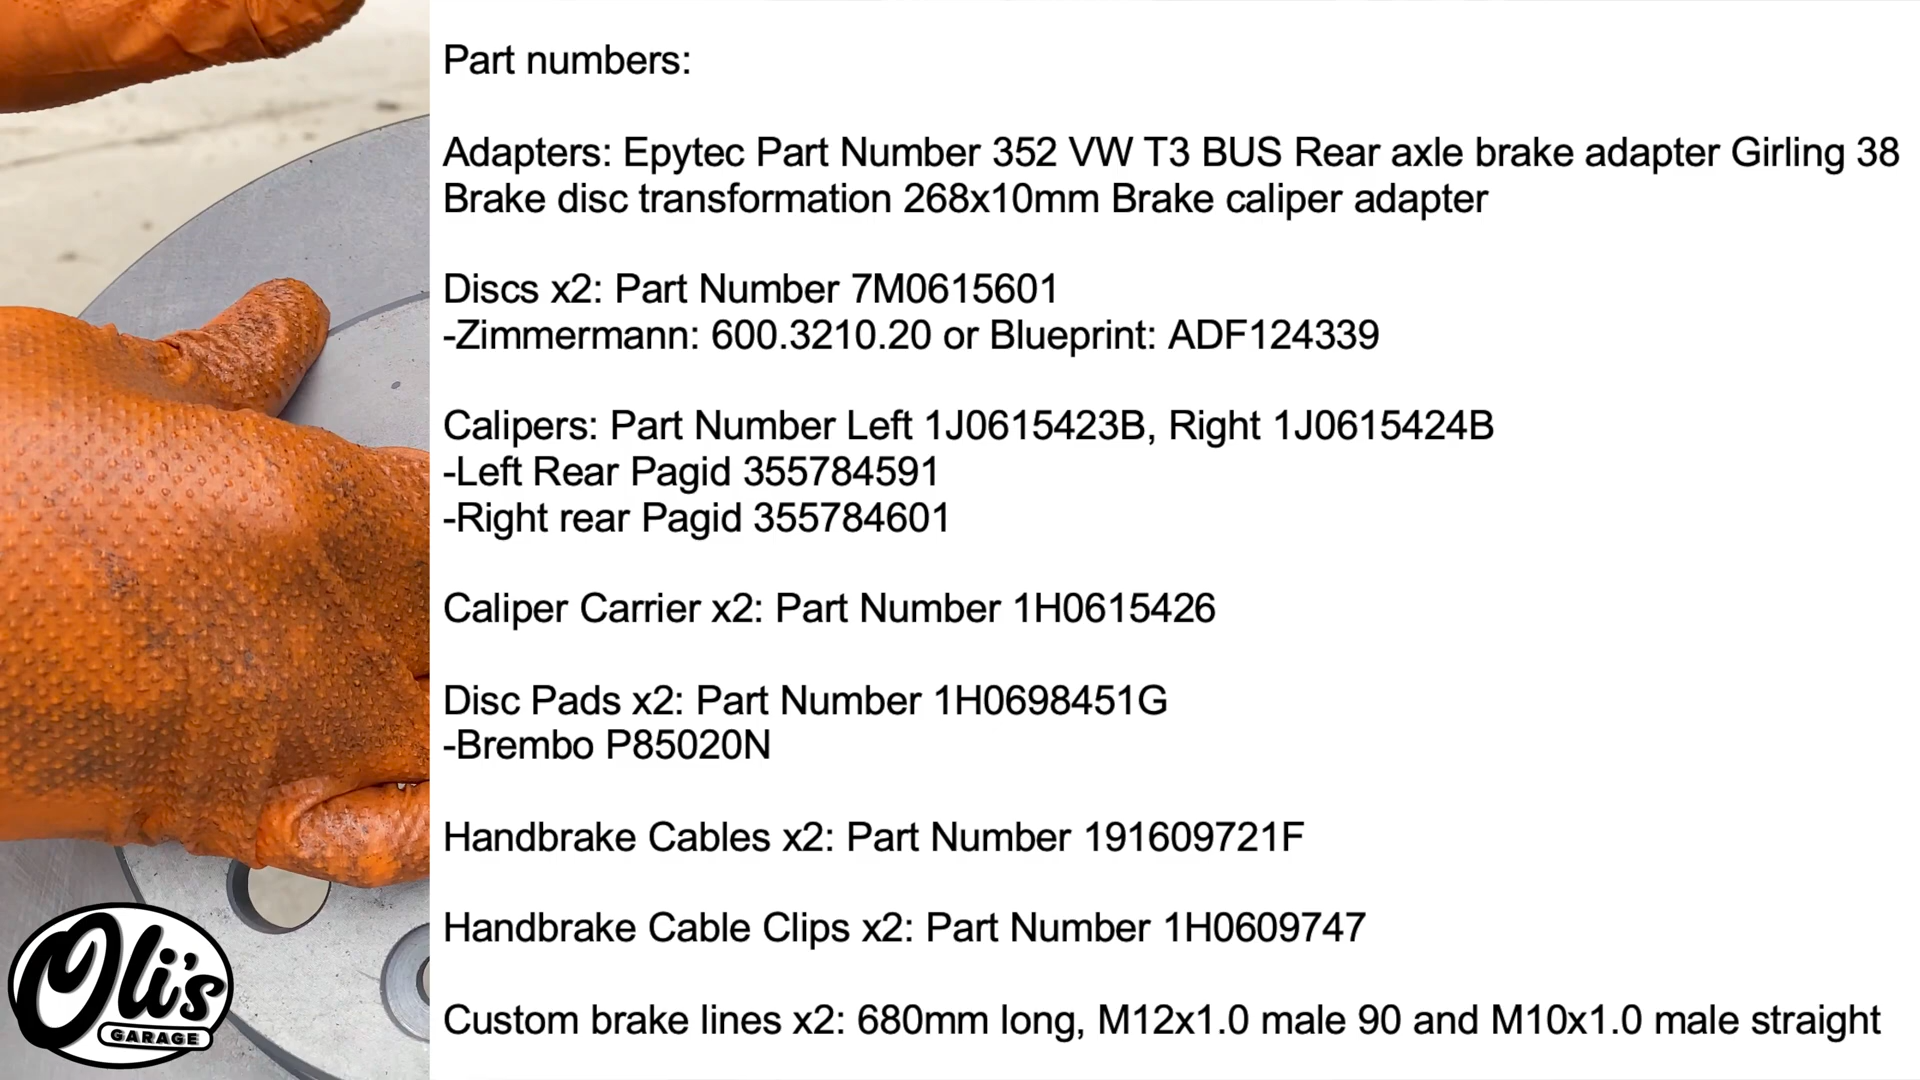 Part numbers:
Adapters: Epytec Part Number 352 VW T3 BUS Rear axle brake adapter Girling 38
Brake disc transformation 268x10mm Brake caliper adapter
Discs x2: Part Number 7M0615601
-Zimmermann: 600.3210.20 or Blueprint: ADF124339
Calipers: Part Number Left 1J0615423B, Right 1J0615424B
-Left Rear Pagid 355784591
-Right rear Pagid 355784601
Caliper Carrier x2: Part Number 1H0615426
Disc Pads x2: Part Number 1H0698451G
-Brembo P85020N
Handbrake Cables x2: Part Number 191609721F
Handbrake Cable Clips x2: Part Number 1H0609747
Custom brake lines x2: 680mm long, M12x1.0 male 90 and M10x1.0 male straight
Oli's
GARAGE